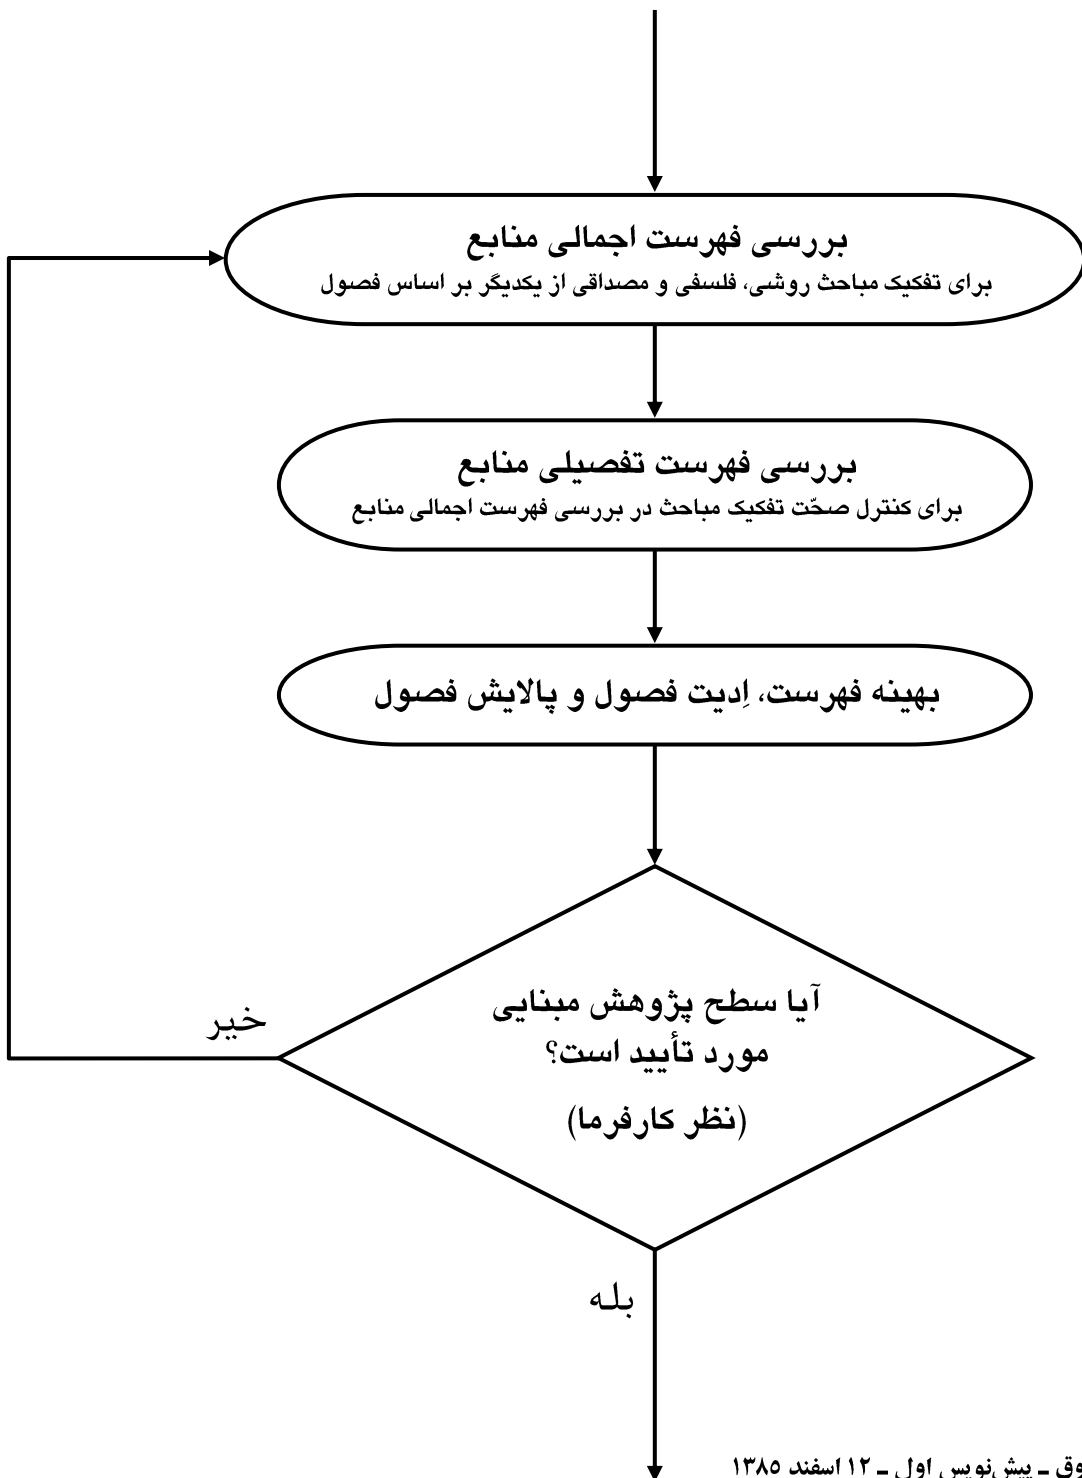 بررسی فهرست اجمالی منابع
برای تفکیک مباحث روشی، فلسفی و مصداقی از یکدیگر بر اساس فصول
بررسی فهرست تفصیلی منابع
برای کنترل صحّت تفکیک مباحث در بررسی فهرست اجمالی منابع
بهینه فهرست، اِدیت فصول و پالایش فصول
آیا سطح پژوهش مبنایی
مورد تأیید است؟
(نظر کارفرما)
خیر
بله
ـ پیش‌نویس اول ـ ۱۲ اسفند ۱۳۸۵